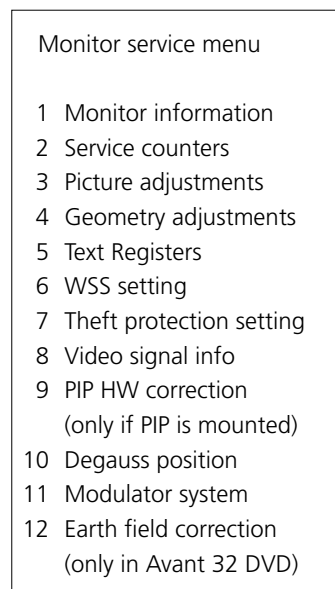 Monitor service menu
1 Monitor information
2 Service counters
3 Picture adjustments
4 Geometry adjustments
5 Text Registers
6 WSS setting
7 Theft protection setting
8 Video signal info
9 PIP HW correction
(only if PIP is mounted)
10 Degauss position
11 Modulator system
12 Earth field correction
(only in Avant 32 DVD)